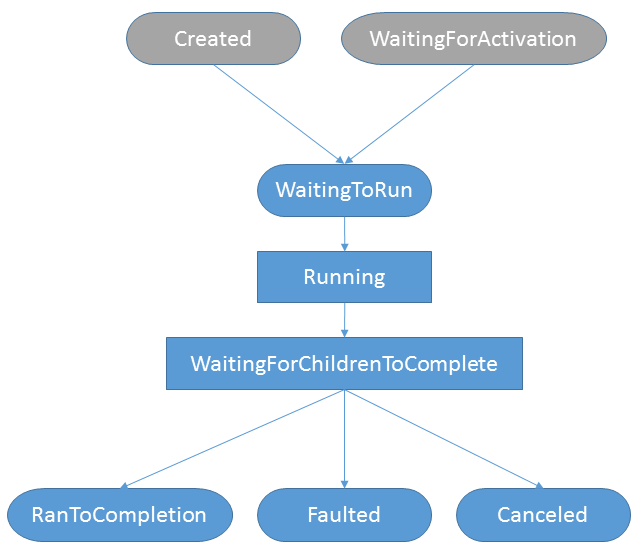 Created
WaitingForActivation
WaitingToRun
Running
WaitingForChildrenToComplete
RanToCompletion
Faulted
Canceled